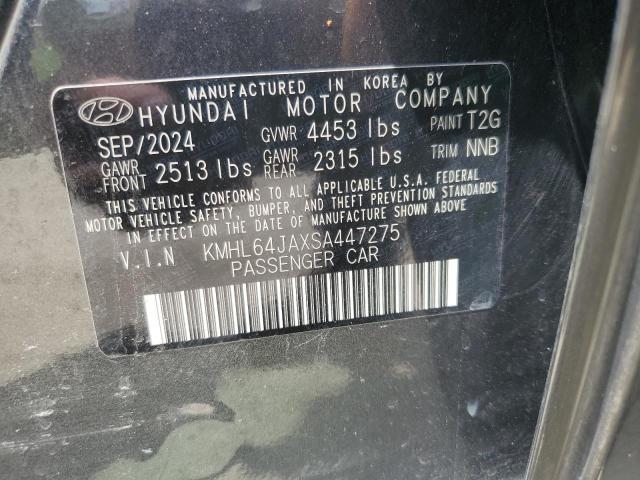 MANUFACTURED IN KOREA BY
HYUNDAI MOTOR COMPANY
SEP/2024 GVWR 4453 lbs PAINT T2G
GAWR FRONT 2513 lbs GAWR REAR 2315 lbs TRIM NNB
THIS VEHICLE CONFORMS TO ALL APPLICABLE U.S.A. FEDERAL
MOTOR VEHICLE SAFETY, BUMPER, AND THEFT PREVENTION STANDARDS
IN EFFECT ON THE DATE OF MANUFACTURE SHOWN ABOVE.
V.I.N KMHL64JAXSA447275
PASSENGER CAR